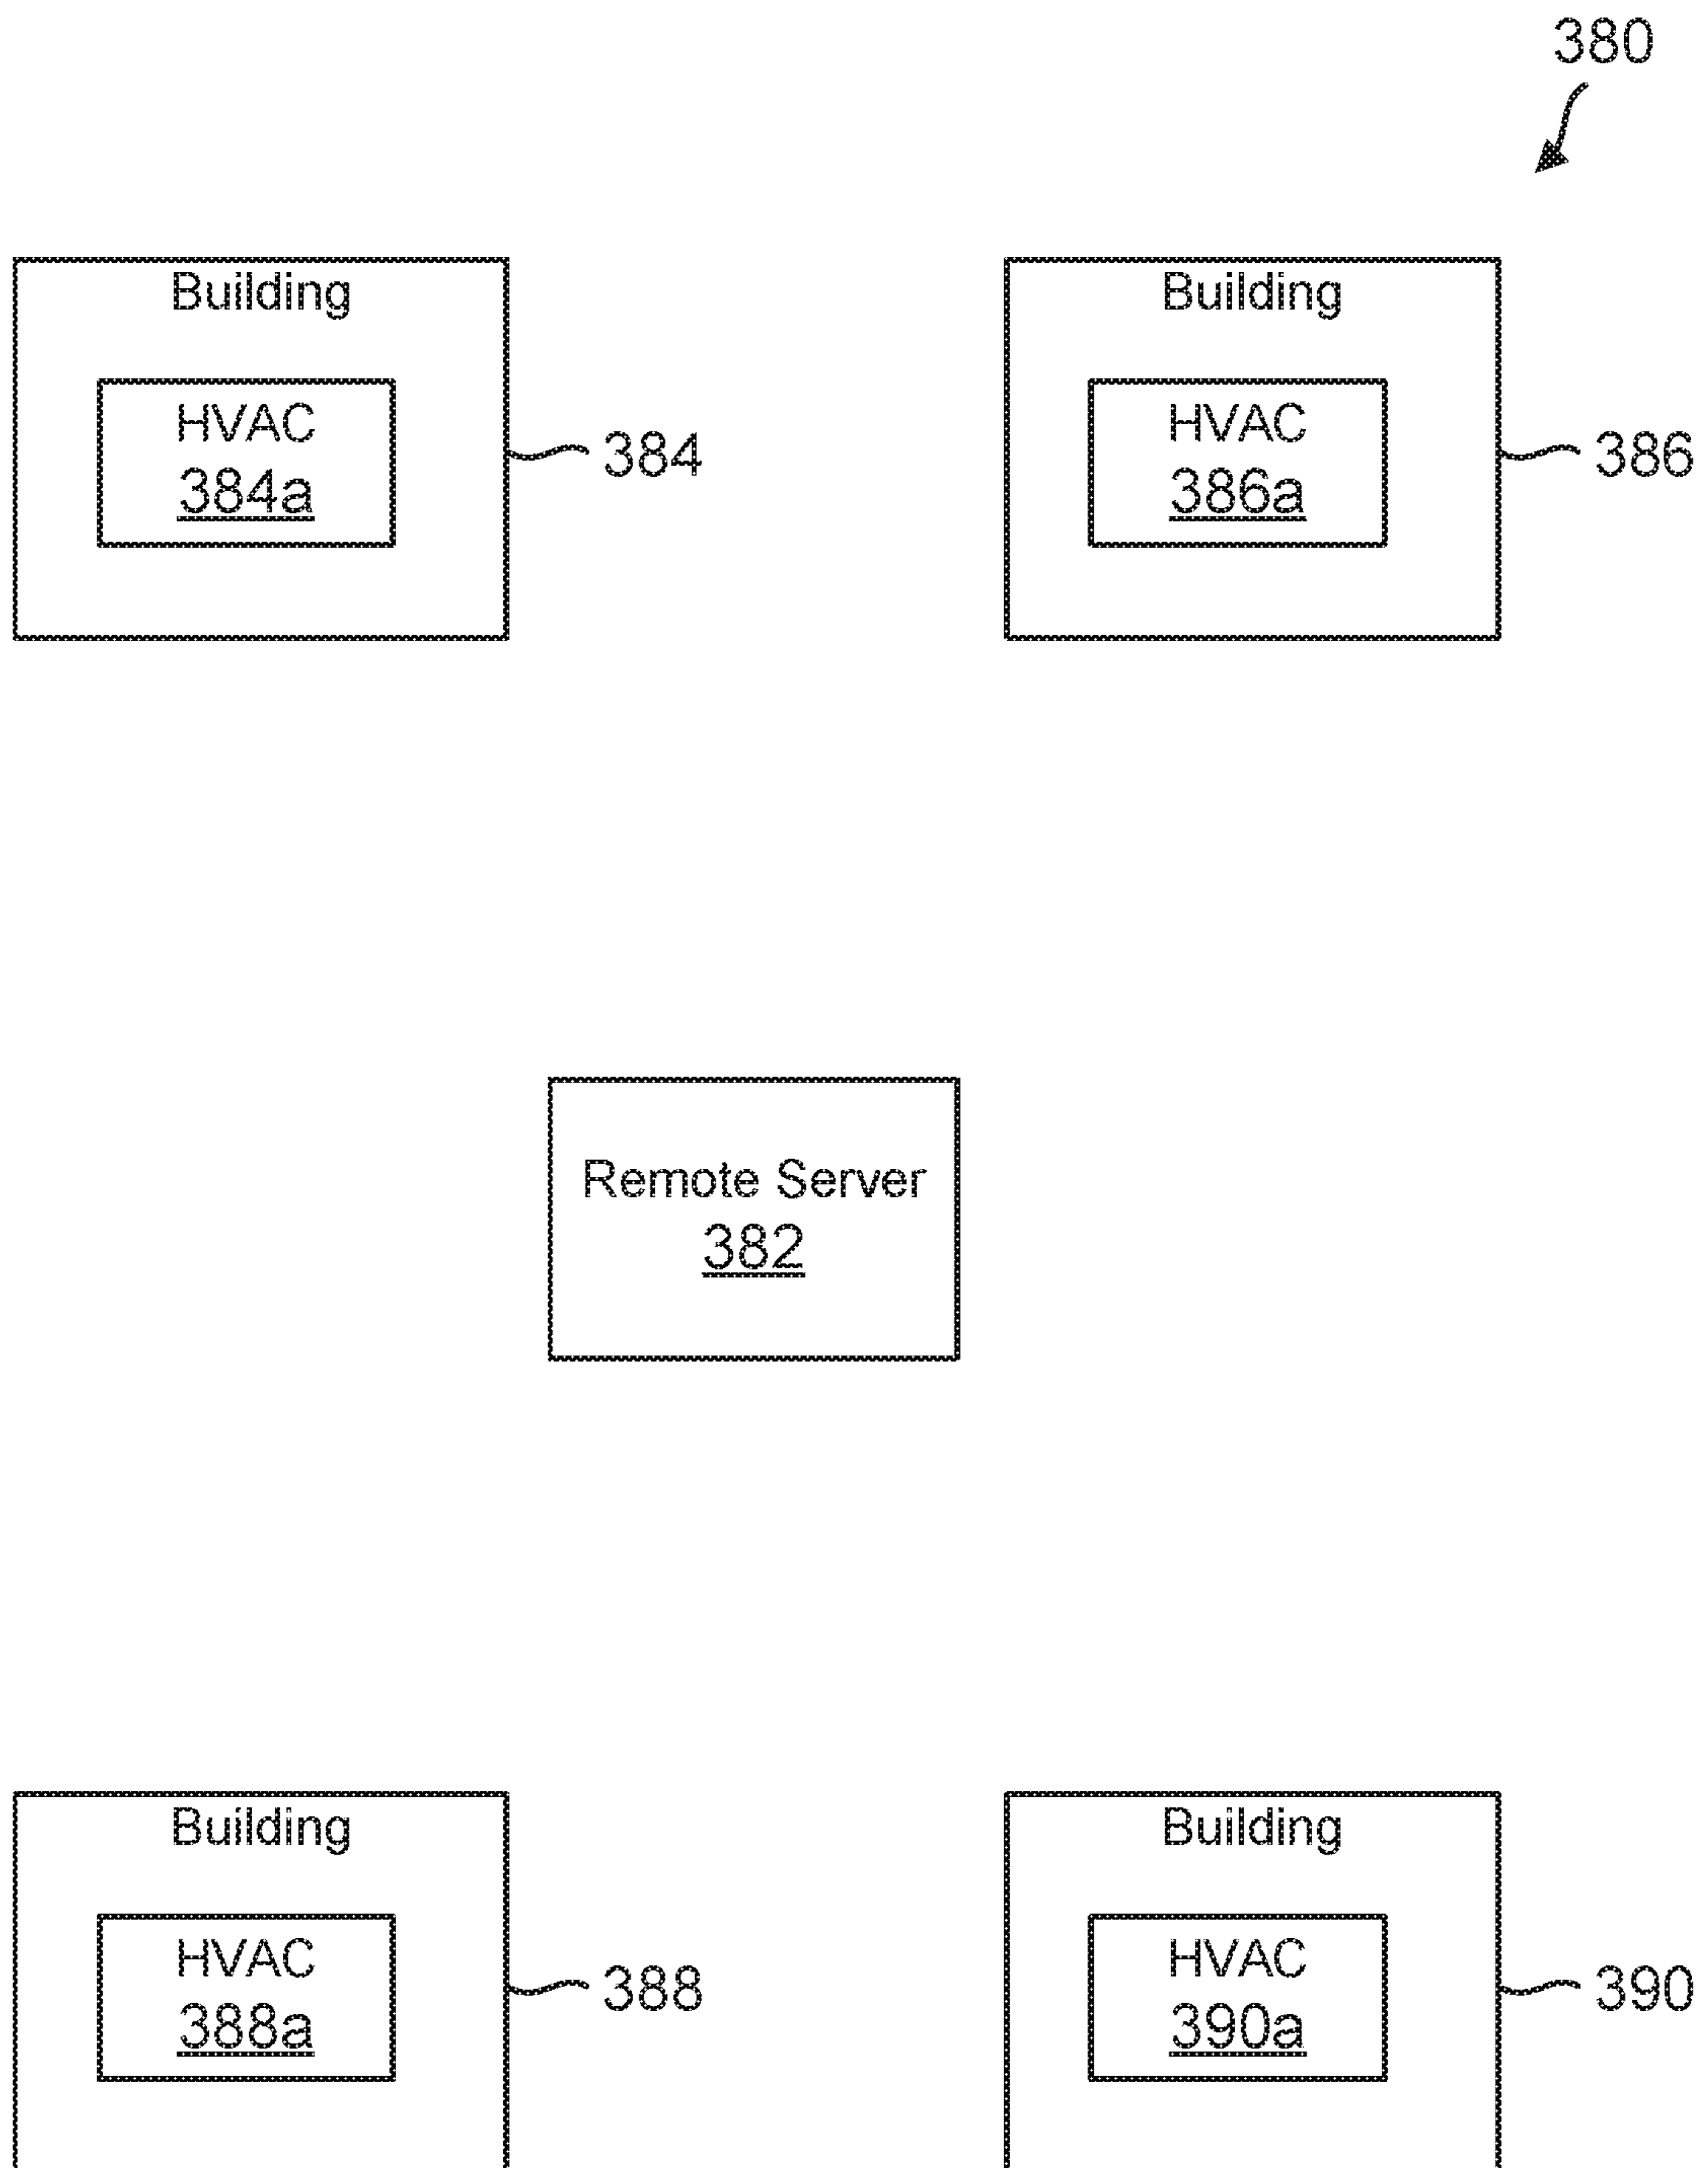 380
Building
HVAC
384a
384
Building
HVAC
386a
386
Remote Server
382
Building
HVAC
388a
388
Building
HVAC
390a
390